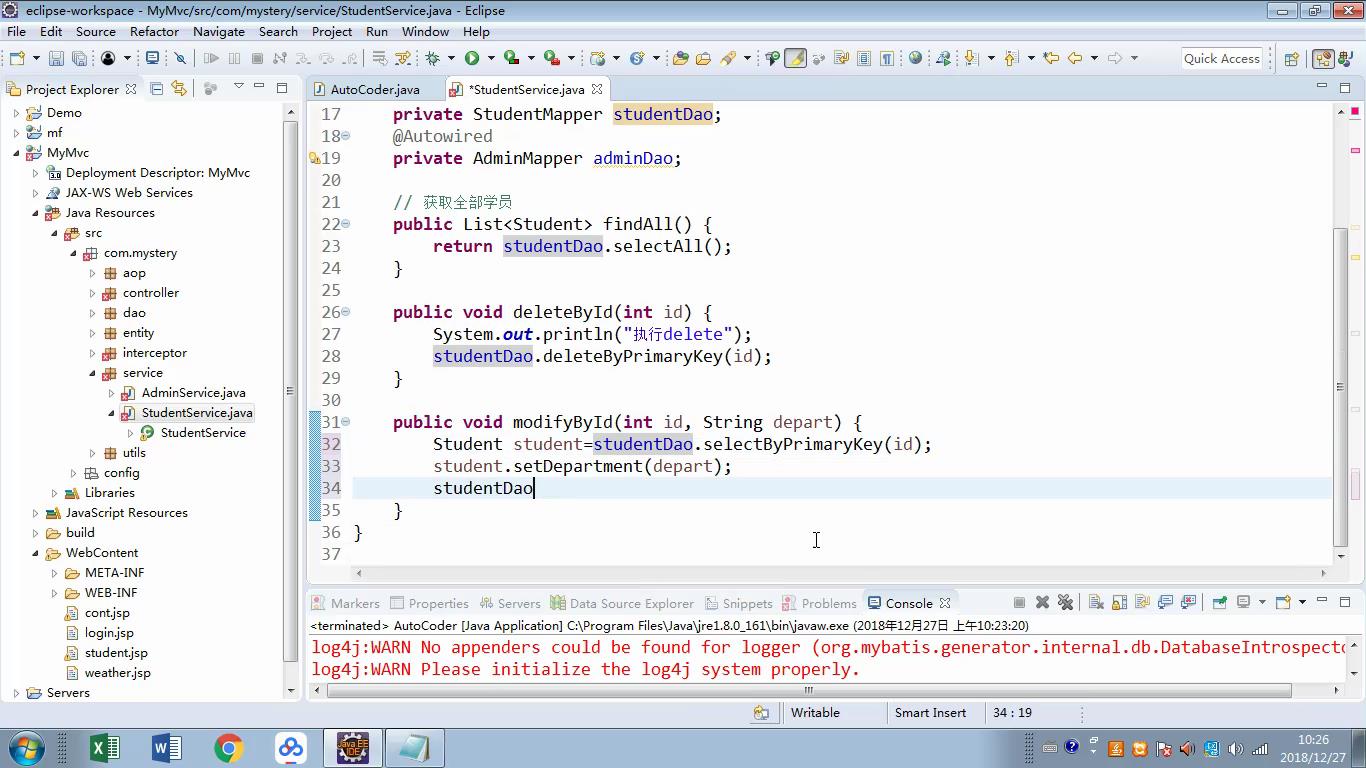 eclipse-workspace - MyMvc/src/com/mystery/service/StudentService.java - Eclipse
File Edit Source Refactor Navigate Search Project Run Window Help
Quick Access
Project Explorer
AutoCoder.java
*StudentService.java
Demo
mf
MyMvc
Deployment Descriptor: MyMvc
JAX-WS Web Services
Java Resources
src
com.mystery
aop
controller
dao
entity
interceptor
service
AdminService.java
StudentService.java
StudentService
utils
config
Libraries
JavaScript Resources
build
WebContent
META-INF
WEB-INF
cont.jsp
login.jsp
student.jsp
weather.jsp
Servers
17 private StudentMapper studentDao;
18 @Autowired
19 private AdminMapper adminDao;
20
21 // 获取全部学员
22 public List<Student> findAll() {
23 return studentDao.selectAll();
24 }
25
26 public void deleteById(int id) {
27 System.out.println("执行delete");
28 studentDao.deleteByPrimaryKey(id);
29 }
30
31 public void modifyById(int id, String depart) {
32 Student student=studentDao.selectByPrimaryKey(id);
33 student.setDepartment(depart);
34 studentDao
35 }
36 }
37
Markers Properties Servers Data Source Explorer Snippets Problems Console
<terminated> AutoCoder [Java Application] C:\Program Files\Java\jre1.8.0_161\bin\javaw.exe (2018年12月27日 上午10:23:20)
log4j:WARN No appenders could be found for logger (org.mybatis.generator.internal.db.DatabaseIntrospecto
log4j:WARN Please initialize the log4j system properly.
Writable Smart Insert 34 : 19
Java EE
IDE
10:26
2018/12/27